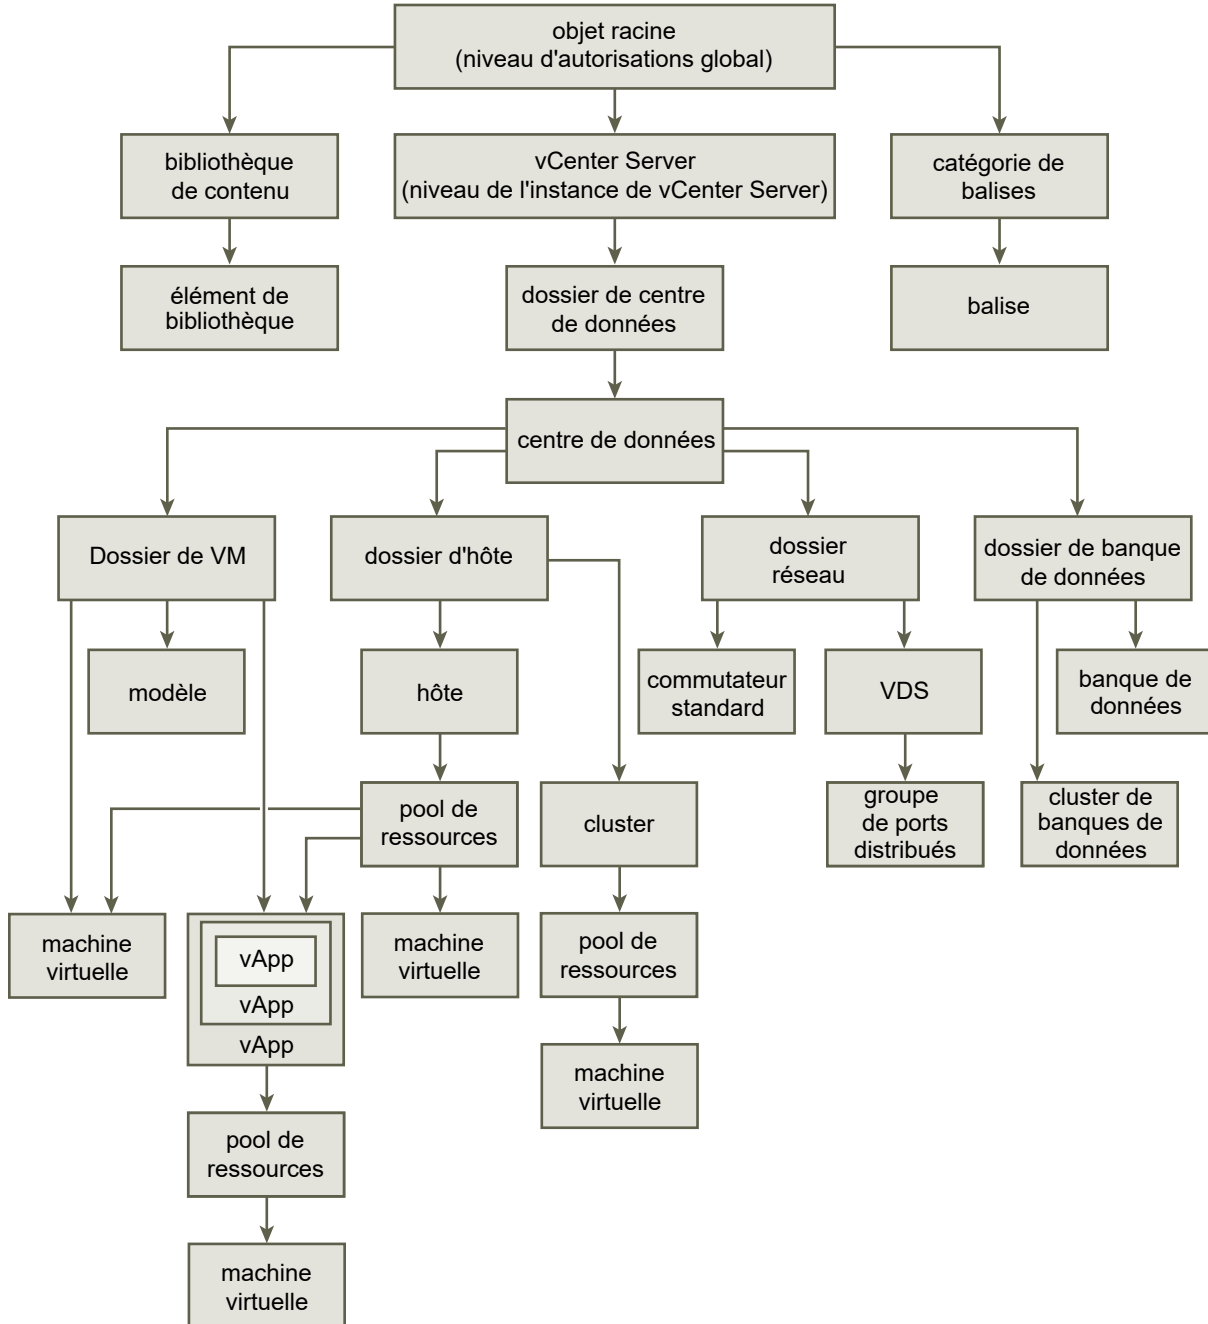 objet racine
(niveau d'autorisations global)
bibliothèque
de contenu
vCenter Server
(niveau de l'instance de vCenter Server)
catégorie de
balises
élément de
bibliothèque
dossier de centre
de données
balise
centre de données
Dossier de VM
dossier d'hôte
dossier
réseau
dossier de banque
de données
modèle
hôte
commutateur
standard
VDS
banque de
données
pool de
ressources
cluster
groupe
de ports
distribués
cluster de
banques de
données
machine
virtuelle
vApp
vApp
vApp
machine
virtuelle
pool de
ressources
machine
virtuelle
pool de
ressources
machine
virtuelle